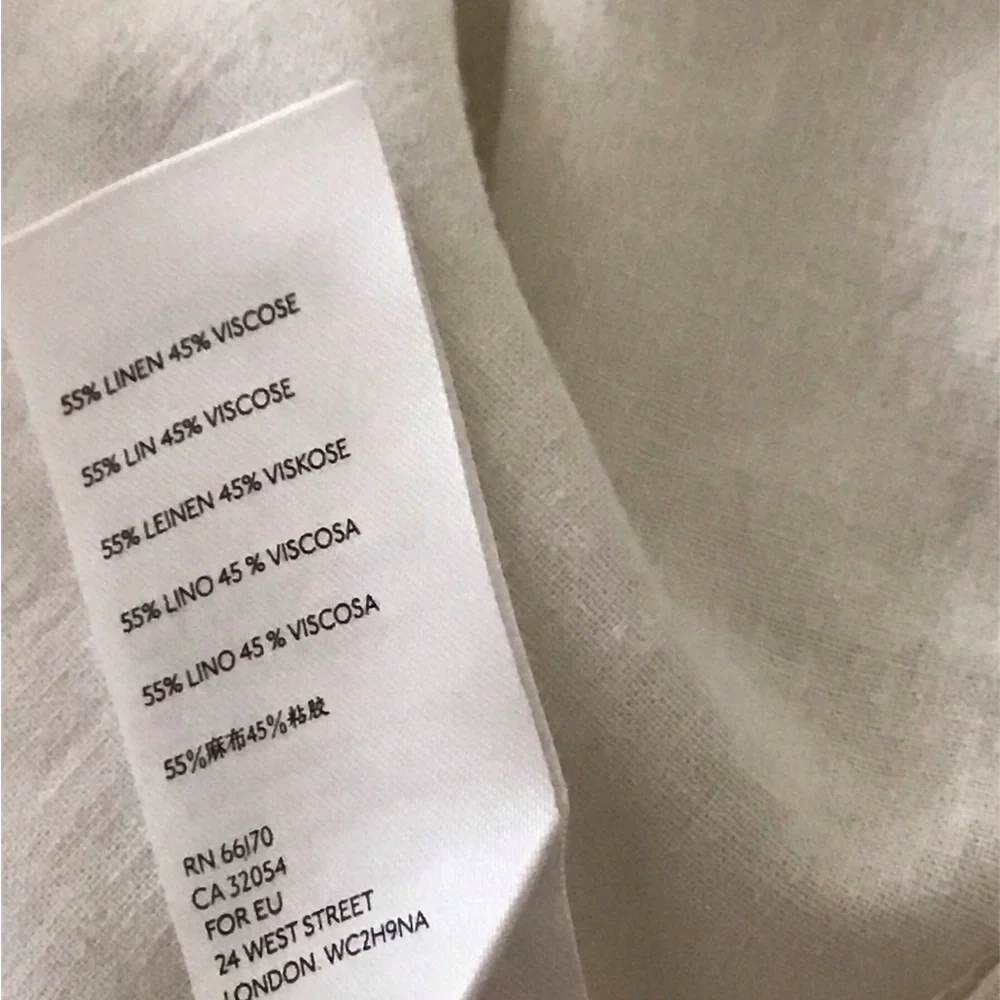 55% LINEN 45% VISCOSE
55% LIN 45% VISCOSE
55% LEINEN 45% VISKOSE
55% LINO 45 % VISCOSA
55% LINO 45 % VISCOSA
55%麻布45%粘胶
RN 66170
CA 32054
FOR EU
24 WEST STREET
LONDON. WC2H9NA